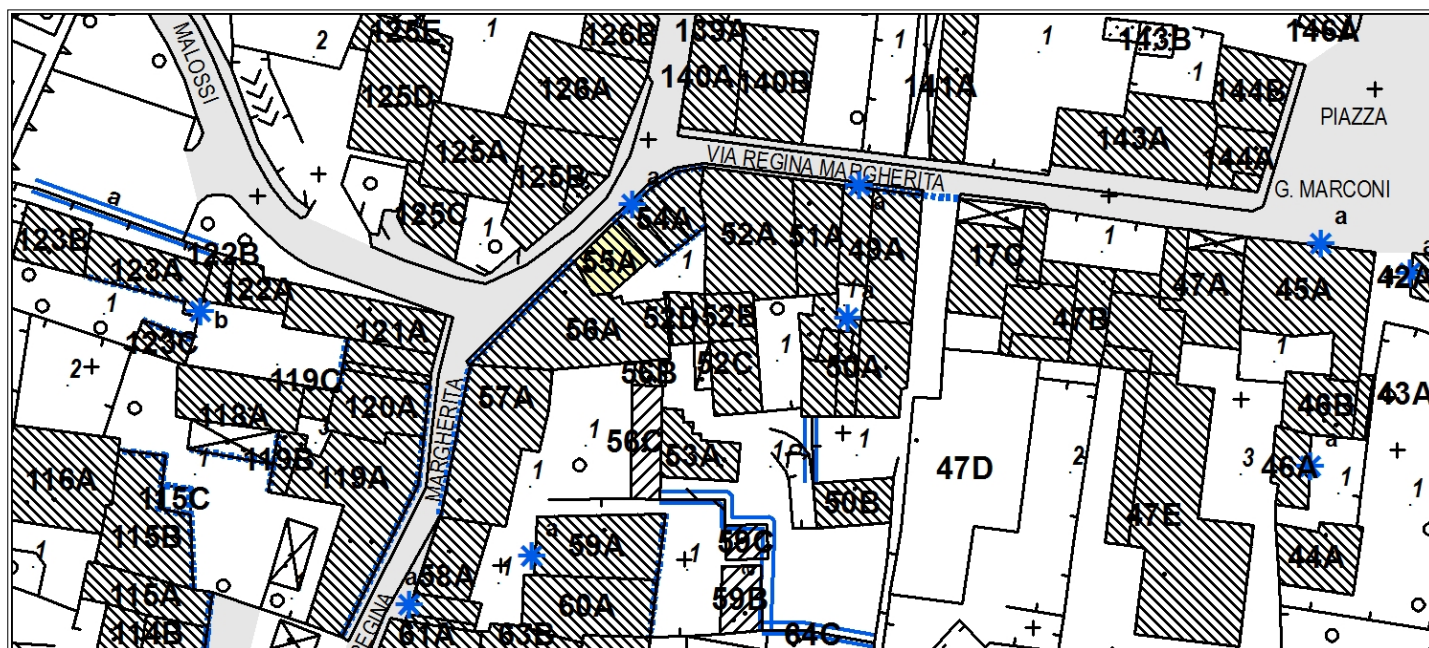 125E
1
126B
139A
146A
2
1
1
143B
MALOSSI
140A
140B
141A
1
144B
125D
126A
PIAZZA
VIA REGINA MARGHERITA
143A
144A
125A
125B
G. MARCONI
a
a
a
a
125C
1
54A
52A
51A
49A
17C
1
a
123B
122B
55A
1
47A
45A
42A
123A
122A
1
a
1
b
121A
56A
52D
52B
1
47B
1
123C
2
119C
56B
52C
50A
57A
43A
118A
120A
46B
1
56C
1
1
a
116A
1
119B
119A
MARGHERITA
1
53A
47D
2
3
46A
1
1
115C
50B
115B
a
59A
59C
47E
1
1
44A
1
58A
a
1
115A
a
60A
59B
REGINA
114B
61A
63B
64C